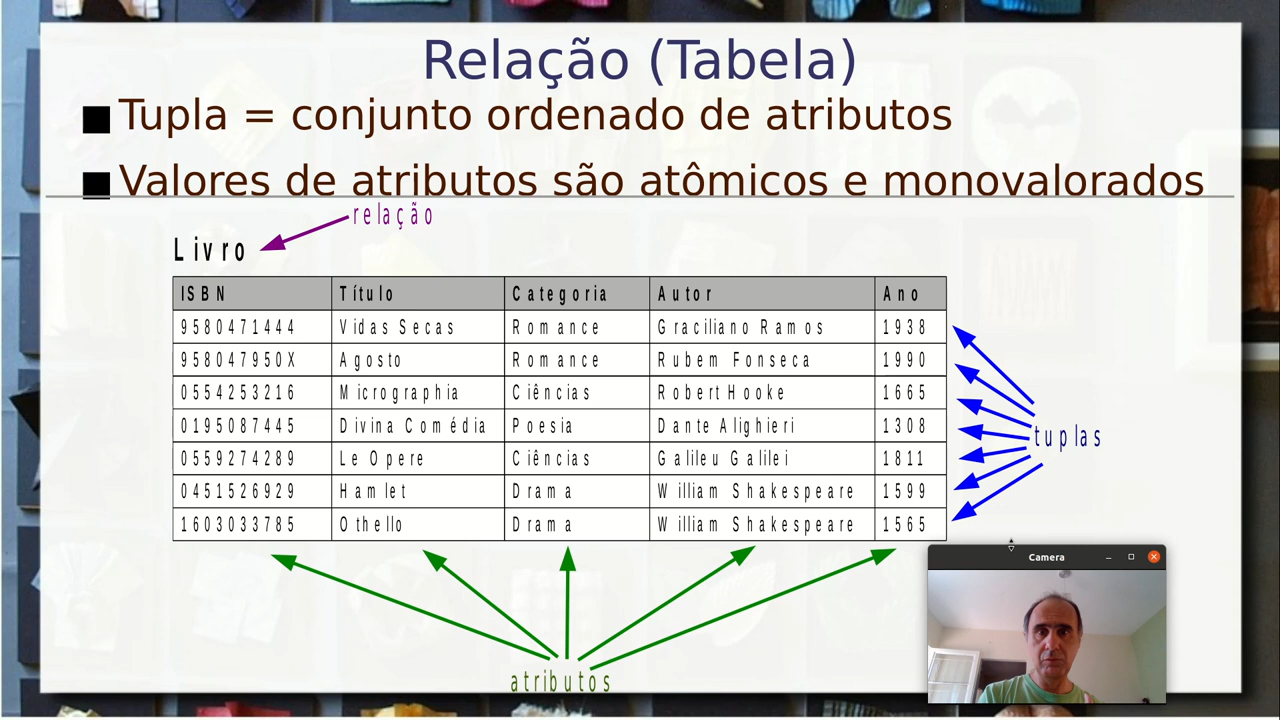 Relação (Tabela)
Tupla = conjunto ordenado de atributos
Valores de atributos são atômicos e monovalorados
relação
Livro
ISBN Título Categoria Autor Ano
9580471444 Vidas Secas Romance Graciliano Ramos 1938
958047950X Agosto Romance Rubem Fonseca 1990
0554253216 Micrographia Ciências Robert Hooke 1665
0195087445 Divina Comédia Poesia Dante Alighieri 1308
0559274289 Le Opere Ciências Galileu Galilei 1811
0451526929 Hamlet Drama William Shakespeare 1599
1603033785 Othello Drama William Shakespeare 1565
tuplas
Camera
atributos